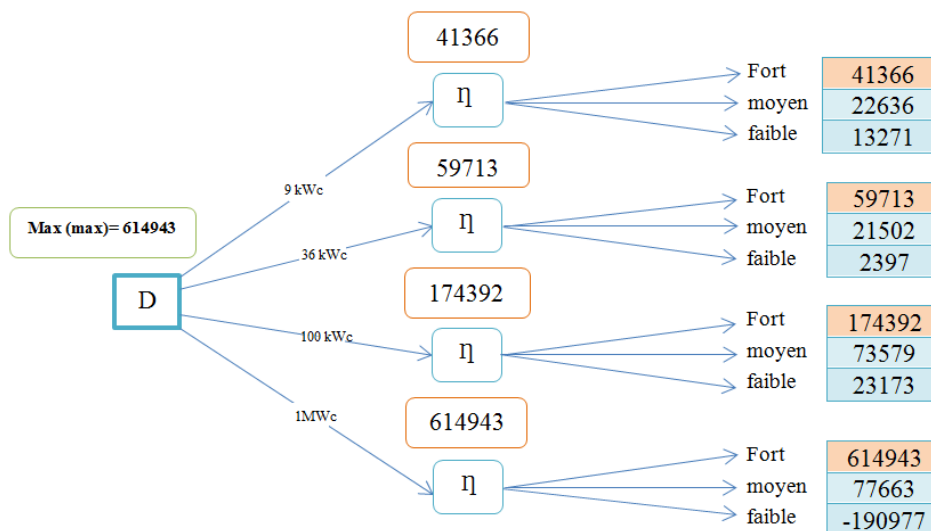 41366
η
Fort
moyen
faible
41366
22636
13271
9 kWc
59713
η
Fort
moyen
faible
59713
21502
2397
Max (max)= 614943
36 kWc
D
174392
100 kWc
η
Fort
moyen
faible
174392
73579
23173
1MWc
614943
η
Fort
moyen
faible
614943
77663
-190977